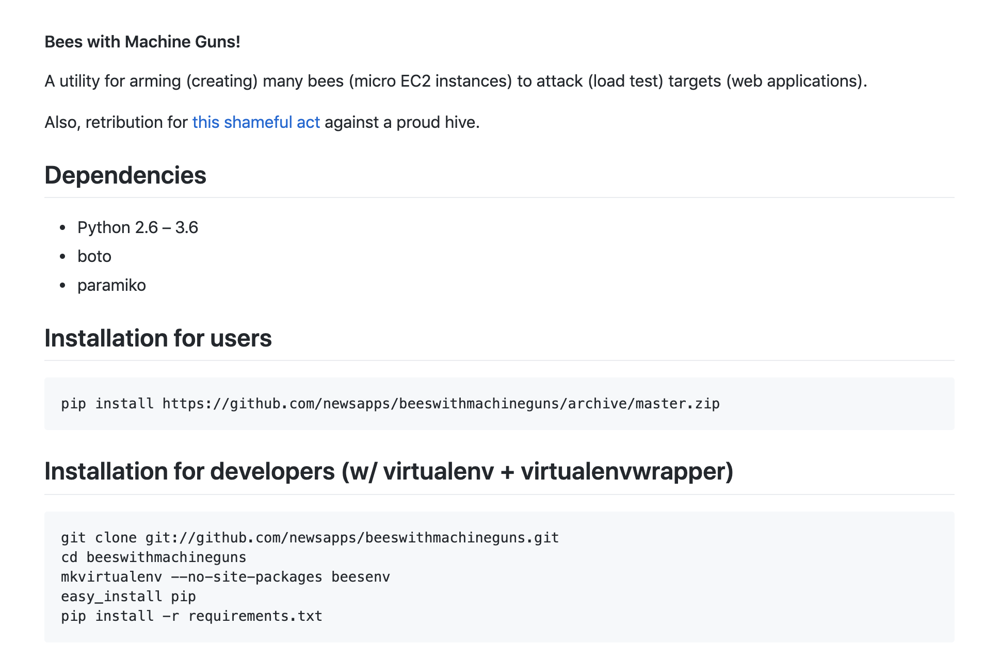 Bees with Machine Guns!
A utility for arming (creating) many bees (micro EC2 instances) to attack (load test) targets (web applications).
Also, retribution for this shameful act against a proud hive.
Dependencies
• Python 2.6 – 3.6
• boto
• paramiko
Installation for users
pip install https://github.com/newsapps/beeswithmachineguns/archive/master.zip
Installation for developers (w/ virtualenv + virtualenvwrapper)
git clone git://github.com/newsapps/beeswithmachineguns.git
cd beeswithmachineguns
mkvirtualenv --no-site-packages beesenv
easy_install pip
pip install -r requirements.txt